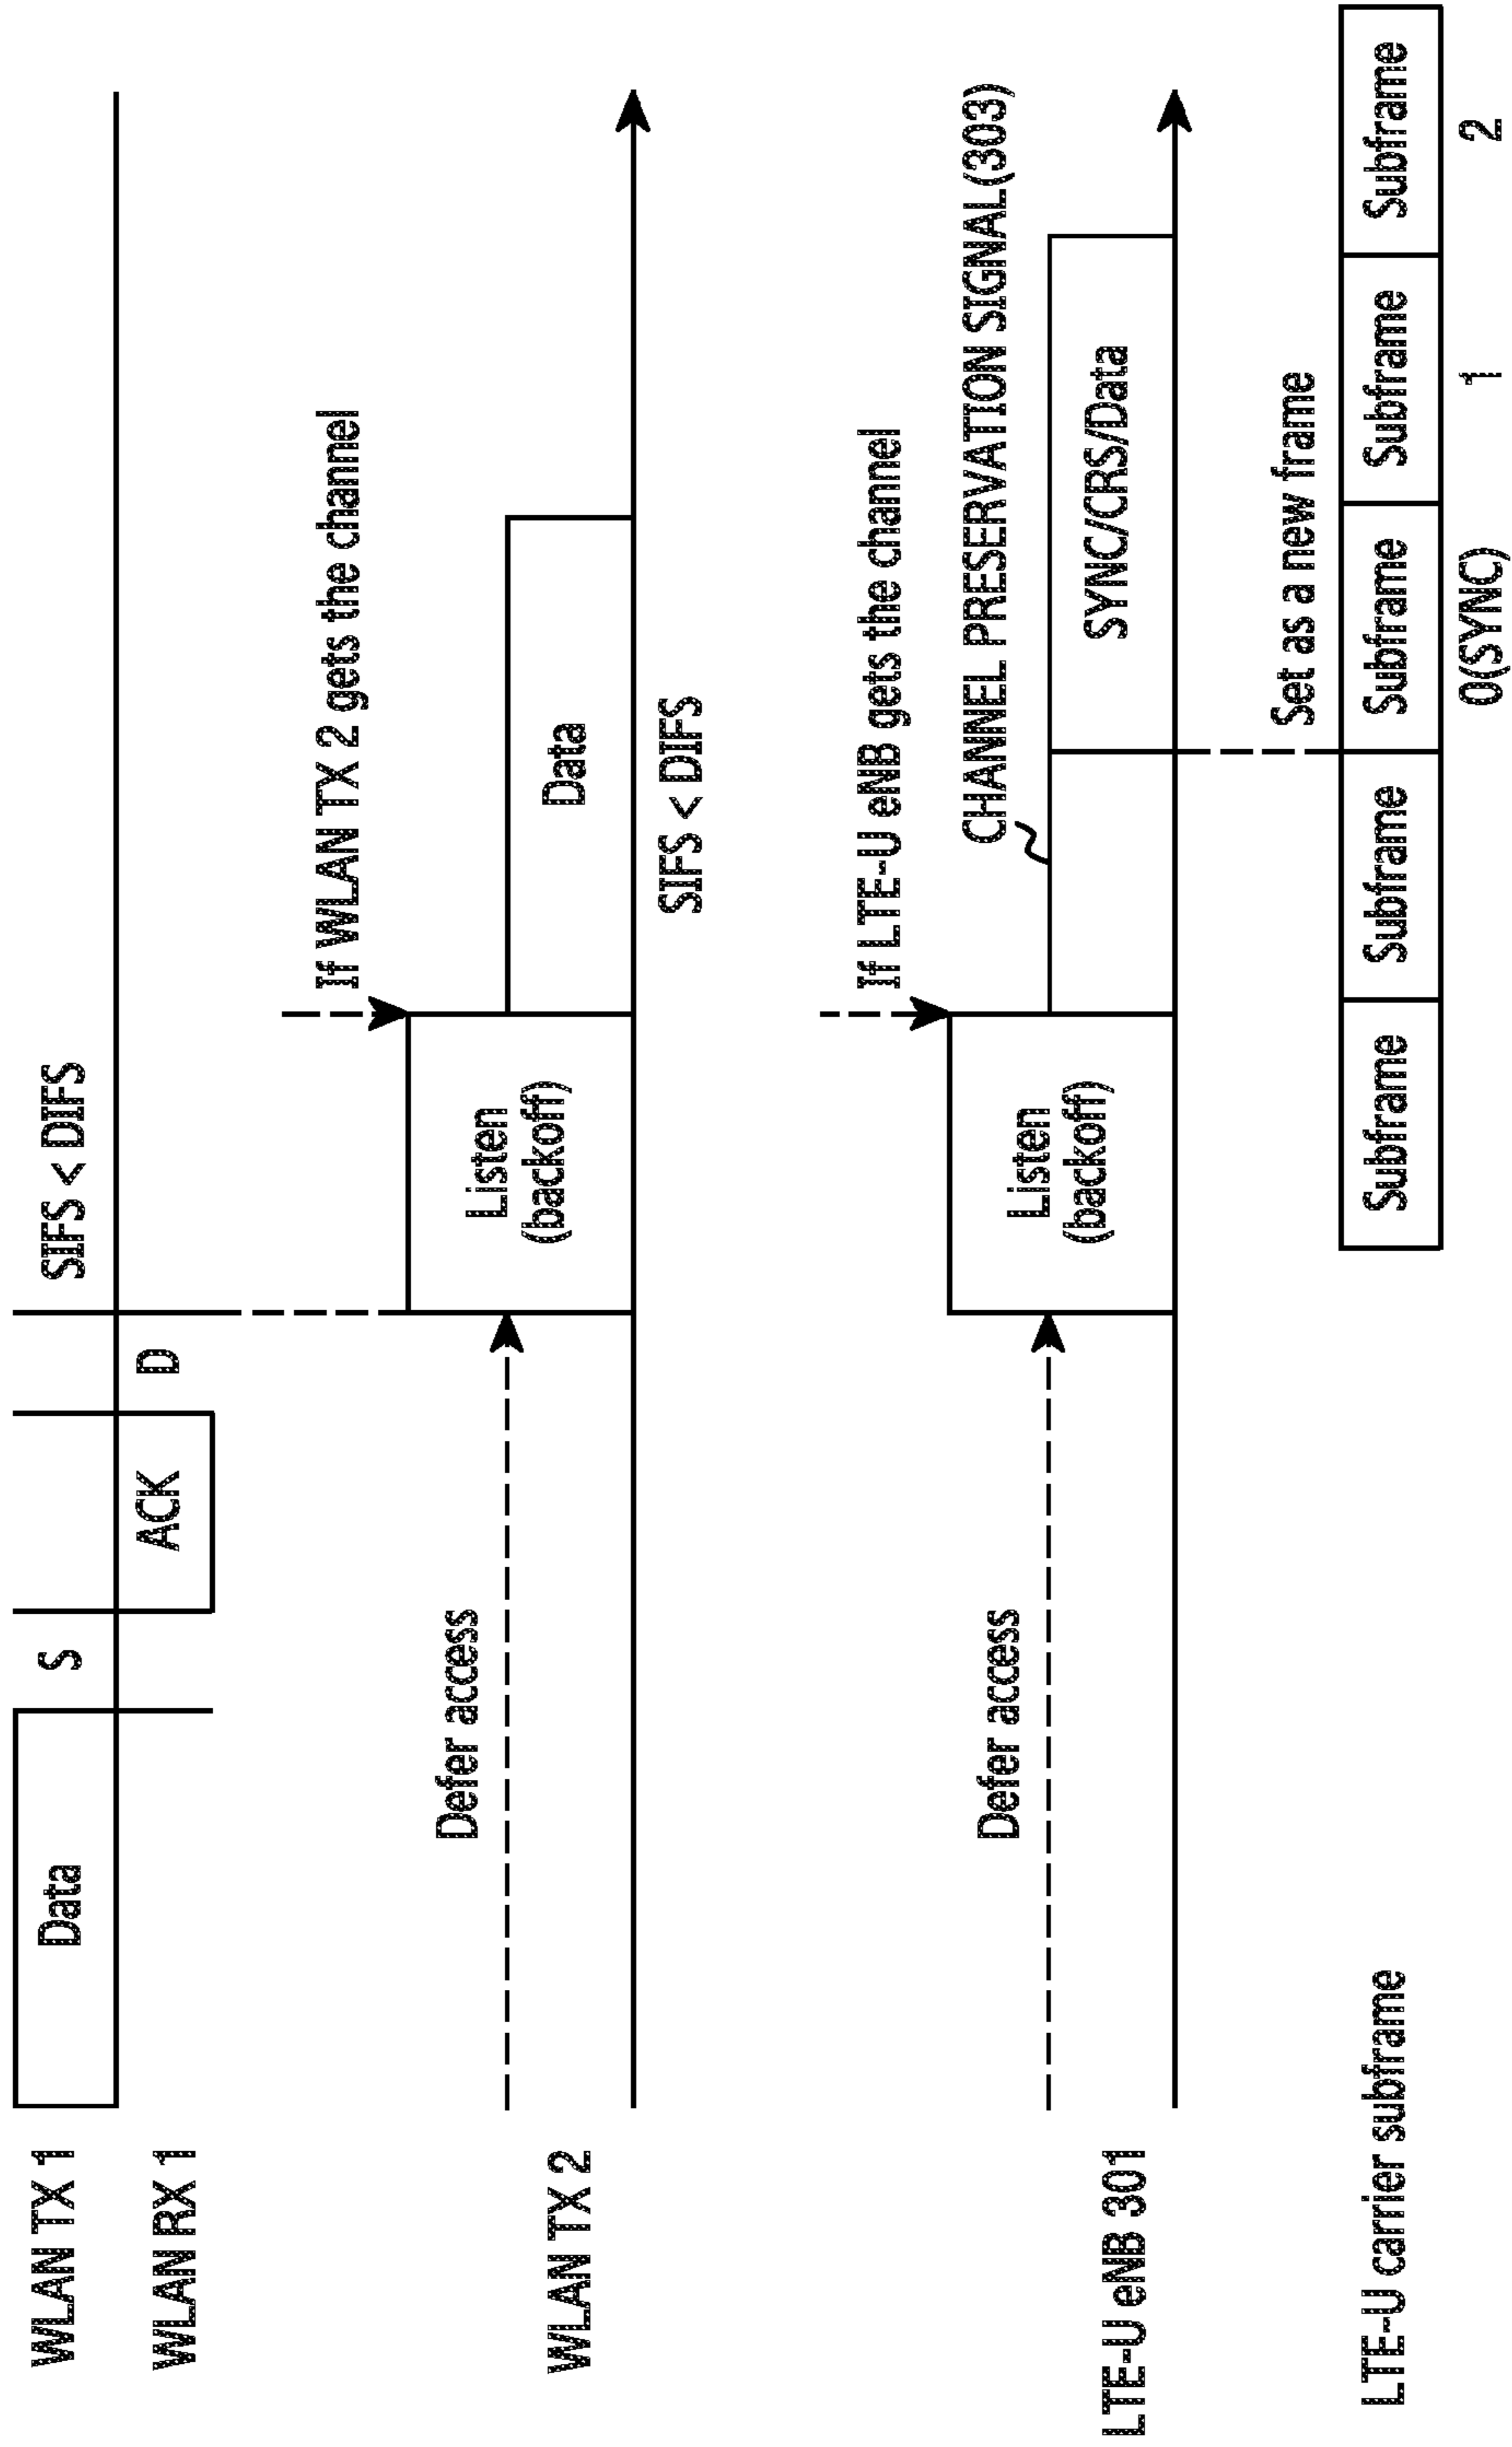 WLAN TX 1
Data
S
SIFS < DIFS
WLAN RX 1
ACK
D
If WLAN TX 2 gets the channel
Defer access
Listen
(backoff)
Data
WLAN TX 2
SIFS < DIFS
If LTE-U eNB gets the channel
CHANNEL PRESERVATION SIGNAL(303)
Defer access
Listen
(backoff)
SYNC/CRS/Data
LTE-U eNB 301
Set as a new frame
LTE-U carrier subframe
Subframe
Subframe
Subframe
Subframe
Subframe
0(SYNC)
1
2